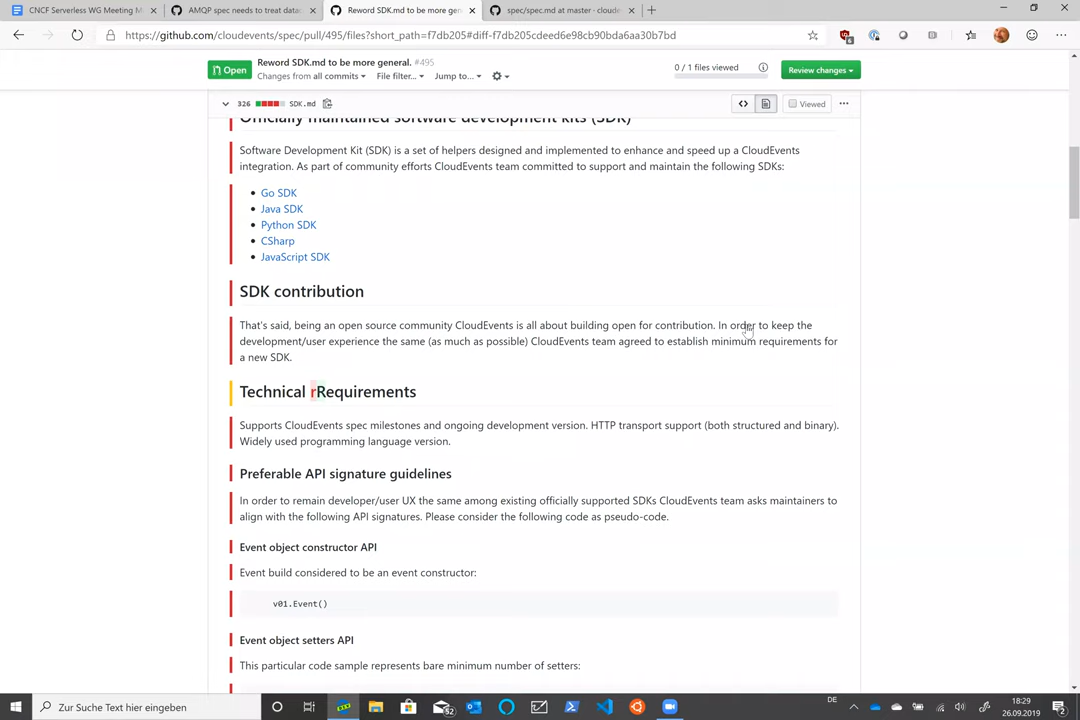 CNCF Serverless WG Meeting M
AMQP spec needs to treat datac
Reword SDK.md to be more gen
spec/spec.md at master · cloude
https://github.com/cloudevents/spec/pull/495/files?short_path=f7db205#diff-f7db205cdeed6e98cb90bda6aa30b7bd
Open
Reword SDK.md to be more general. #495
Changes from all commits
File filter...
Jump to...
0 / 1 files viewed
Review changes
326
SDK.md
Viewed
Officially maintained software development kits (SDK)
Software Development Kit (SDK) is a set of helpers designed and implemented to enhance and speed up a CloudEvents
integration. As part of community efforts CloudEvents team committed to support and maintain the following SDKs:
Go SDK
Java SDK
Python SDK
CSharp
JavaScript SDK
SDK contribution
That's said, being an open source community CloudEvents is all about building open for contribution. In order to keep the
development/user experience the same (as much as possible) CloudEvents team agreed to establish minimum requirements for
a new SDK.
Technical rRequirements
Supports CloudEvents spec milestones and ongoing development version. HTTP transport support (both structured and binary).
Widely used programming language version.
Preferable API signature guidelines
In order to remain developer/user UX the same among existing officially supported SDKs CloudEvents team asks maintainers to
align with the following API signatures. Please consider the following code as pseudo-code.
Event object constructor API
Event build considered to be an event constructor:
v01.Event()
Event object setters API
This particular code sample represents bare minimum number of setters:
Zur Suche Text hier eingeben
52
DE
18:29
26.09.2019
2